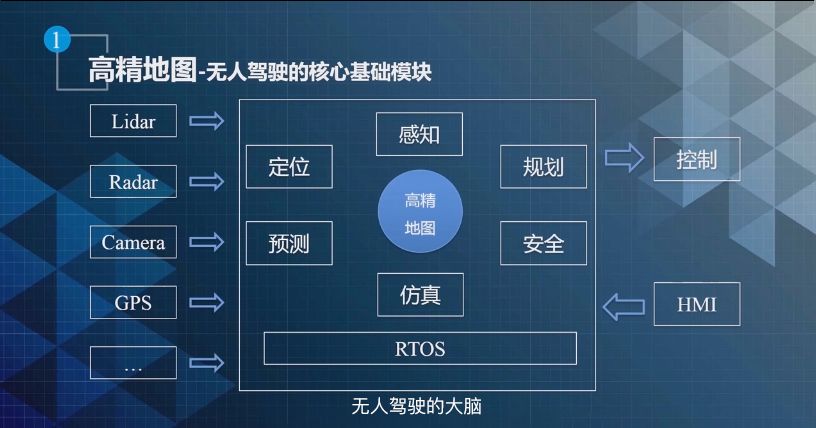 1
高精地图-无人驾驶的核心基础模块
Lidar
Radar
Camera
GPS
…
感知
定位
规划
高精
地图
预测
安全
仿真
RTOS
控制
HMI
无人驾驶的大脑